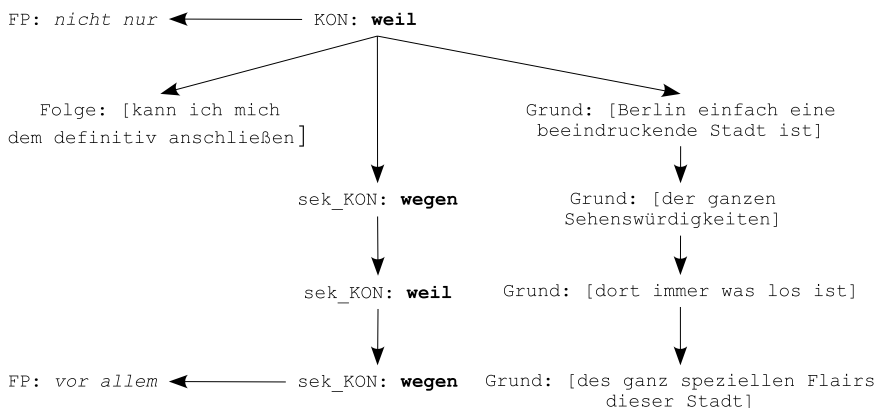 FP: nicht nur KON: weil
Folge: [kann ich mich
dem definitiv anschließen]
Grund: [Berlin einfach eine
beeindruckende Stadt ist]
sek_KON: wegen
Grund: [der ganzen
Sehenswürdigkeiten]
sek_KON: weil
Grund: [dort immer was los ist]
FP: vor allem
sek_KON: wegen
Grund: [des ganz speziellen Flairs
dieser Stadt]